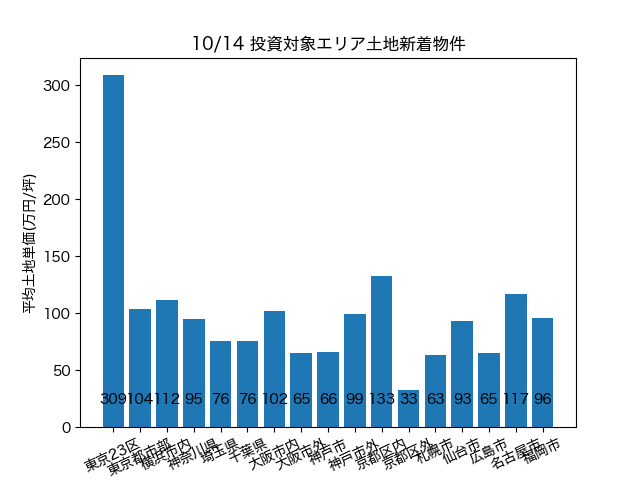 10/14 投資対象エリア土地新着物件
平均土地単価(万円/坪)
300
250
200
150
100
50
0
309 104 112 95 76 76 102 65 66 99 133 33 63 93 65 117 96
東京23区
東京都市部
横浜市内
神奈川県
埼玉県
千葉県
大阪市内
大阪市外
神戸市
神戸市外
京都区内
京都区外
札幌市
仙台市
広島市
名古屋市
福岡市